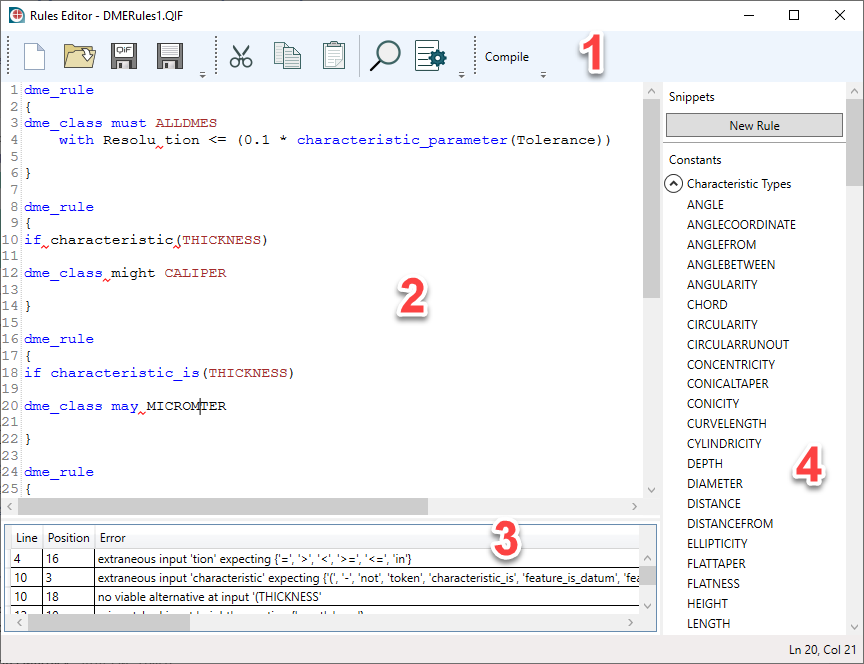 Rules Editor - DMERules1.QIF
QIF
Compile
1
1 dme_rule
2 {
3 dme_class must ALLDMES
4 with Resolu tion <= (0.1 * characteristic_parameter(Tolerance))
5
6 }
7
8 dme_rule
9 {
10 if characteristic(THICKNESS)
11
12 dme_class might CALIPER
13
14 }
15
16 dme_rule
17 {
18 if characteristic_is(THICKNESS)
19
20 dme_class may MICROMTER
21
22 }
23
24 dme_rule
25 {
2
Line Position Error
4 16 extraneous input 'tion' expecting {'=', '>', '<', '>=', '<=', 'in'}
10 3 extraneous input 'characteristic' expecting {'(', '-', 'not', 'token', 'characteristic_is', 'feature_is_datum', 'fea
10 18 no viable alternative at input '(THICKNESS'
3
Snippets
New Rule
Constants
Characteristic Types
ANGLE
ANGLECOORDINATE
ANGLEFROM
ANGLEBETWEEN
ANGULARITY
CHORD
CIRCULARITY
CIRCULARRUNOUT
CONCENTRICITY
CONICALTAPER
CONICITY
CURVELENGTH
CYLINDRICITY
DEPTH
DIAMETER
DISTANCE
DISTANCEFROM
ELLIPTICITY
FLATTAPER
FLATNESS
HEIGHT
LENGTH
4
Ln 20, Col 21